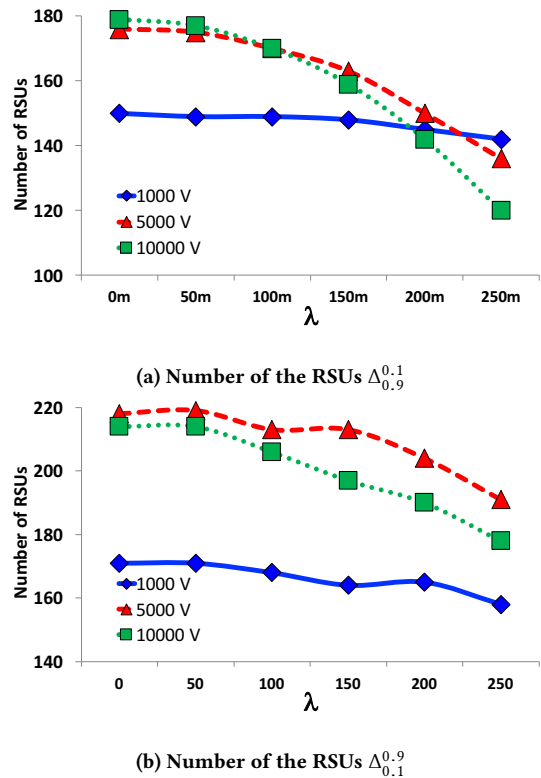 180
160
140
120
100
Number of RSUs
1000 V
5000 V
10000 V
0m 50m 100m 150m 200m 250m
λ
(a) Number of the RSUs Δ^{0.1}_{0.9}
220
200
180
160
140
Number of RSUs
1000 V
5000 V
10000 V
0 50 100 150 200 250
λ
(b) Number of the RSUs Δ^{0.9}_{0.1}